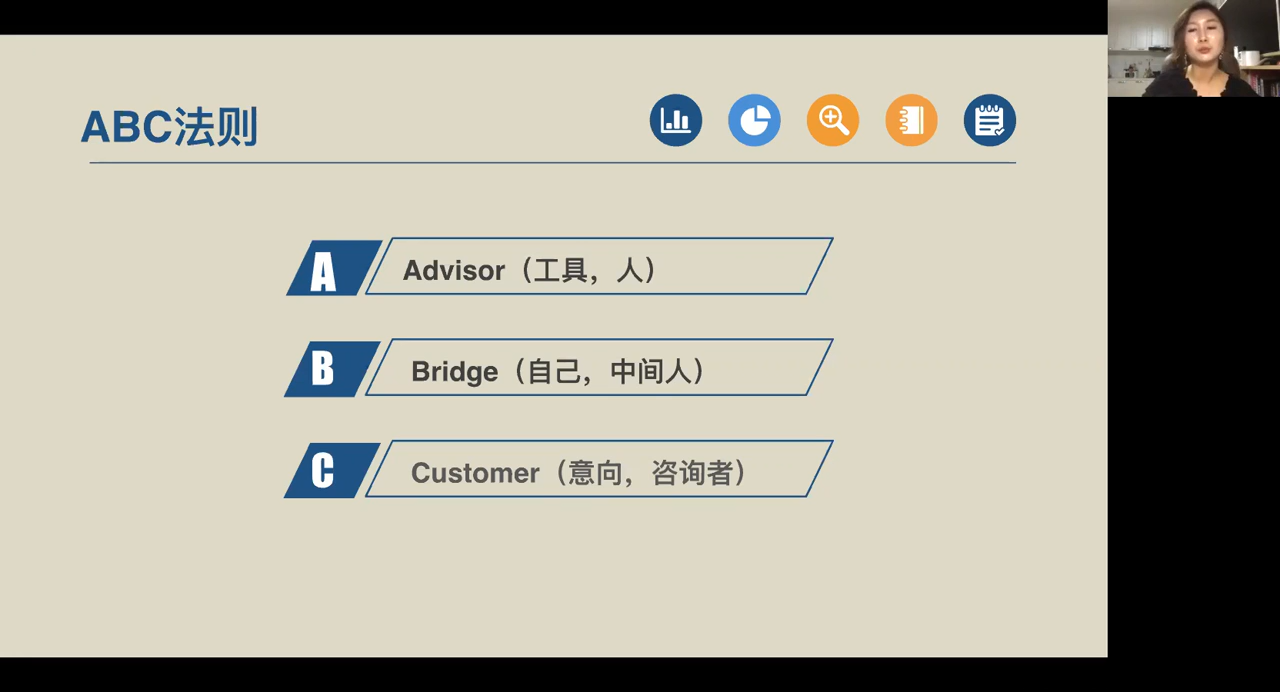 ABC法则
A
Advisor（工具，人）
B
Bridge（自己，中间人）
C
Customer（意向，咨询者）